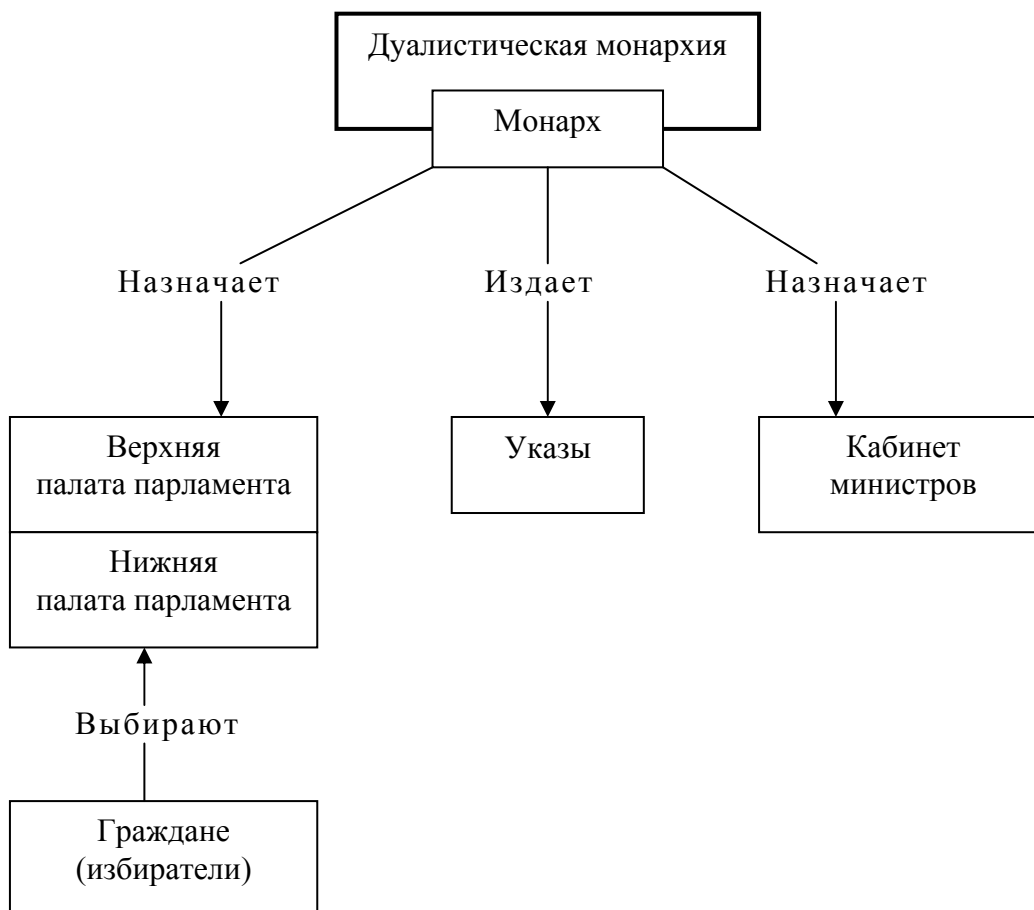 Дуалистическая монархия
Монарх
Назначает
Издает
Назначает
Верхняя
палата парламента
Указы
Кабинет
министров
Нижняя
палата парламента
Выбирают
Граждане
(избиратели)